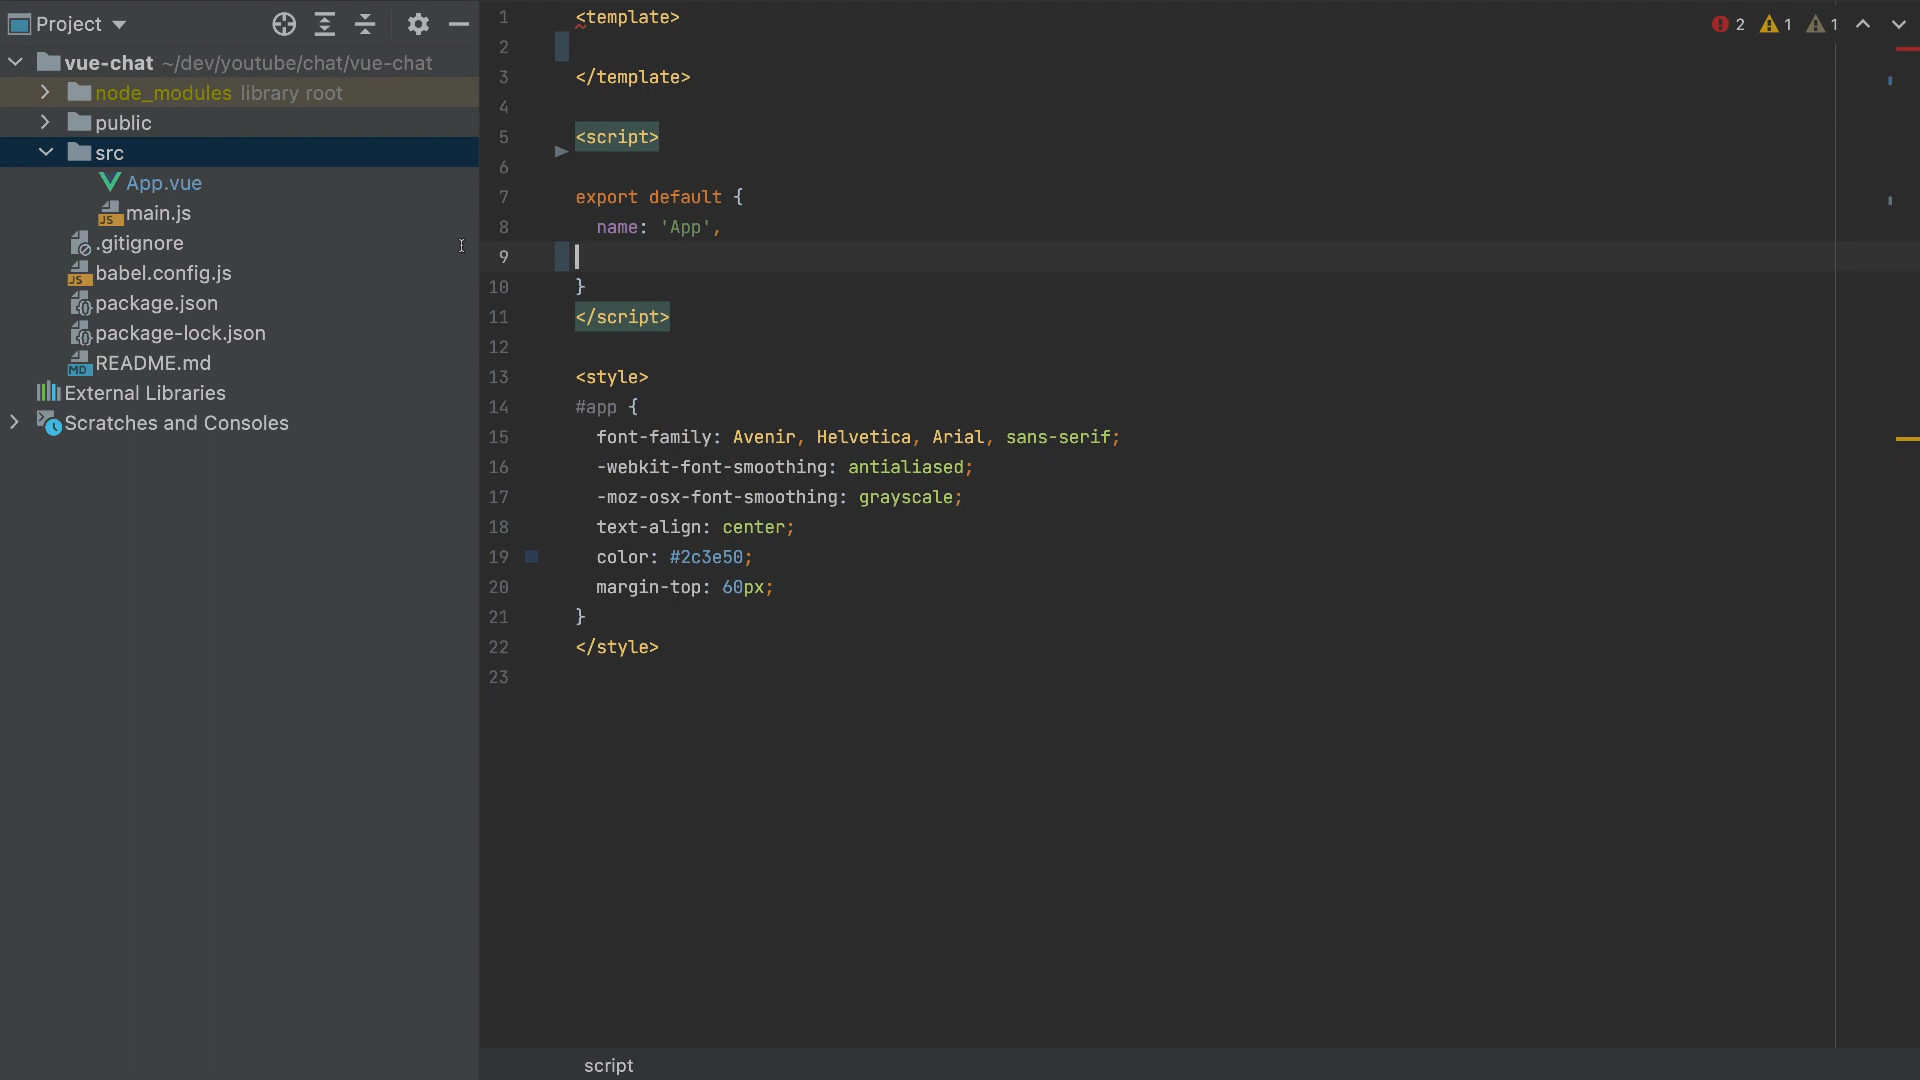 Project
vue-chat ~/dev/youtube/chat/vue-chat
node_modules library root
public
src
App.vue
JS main.js
.gitignore
JS babel.config.js
package.json
package-lock.json
MD README.md
External Libraries
Scratches and Consoles
2 1 1
1 <template>
2
3 </template>
4
5 <script>
6
7 export default {
8 name: 'App',
9
10 }
11 </script>
12
13 <style>
14 #app {
15 font-family: Avenir, Helvetica, Arial, sans-serif;
16 -webkit-font-smoothing: antialiased;
17 -moz-osx-font-smoothing: grayscale;
18 text-align: center;
19 color: #2c3e50;
20 margin-top: 60px;
21 }
22 </style>
23
script